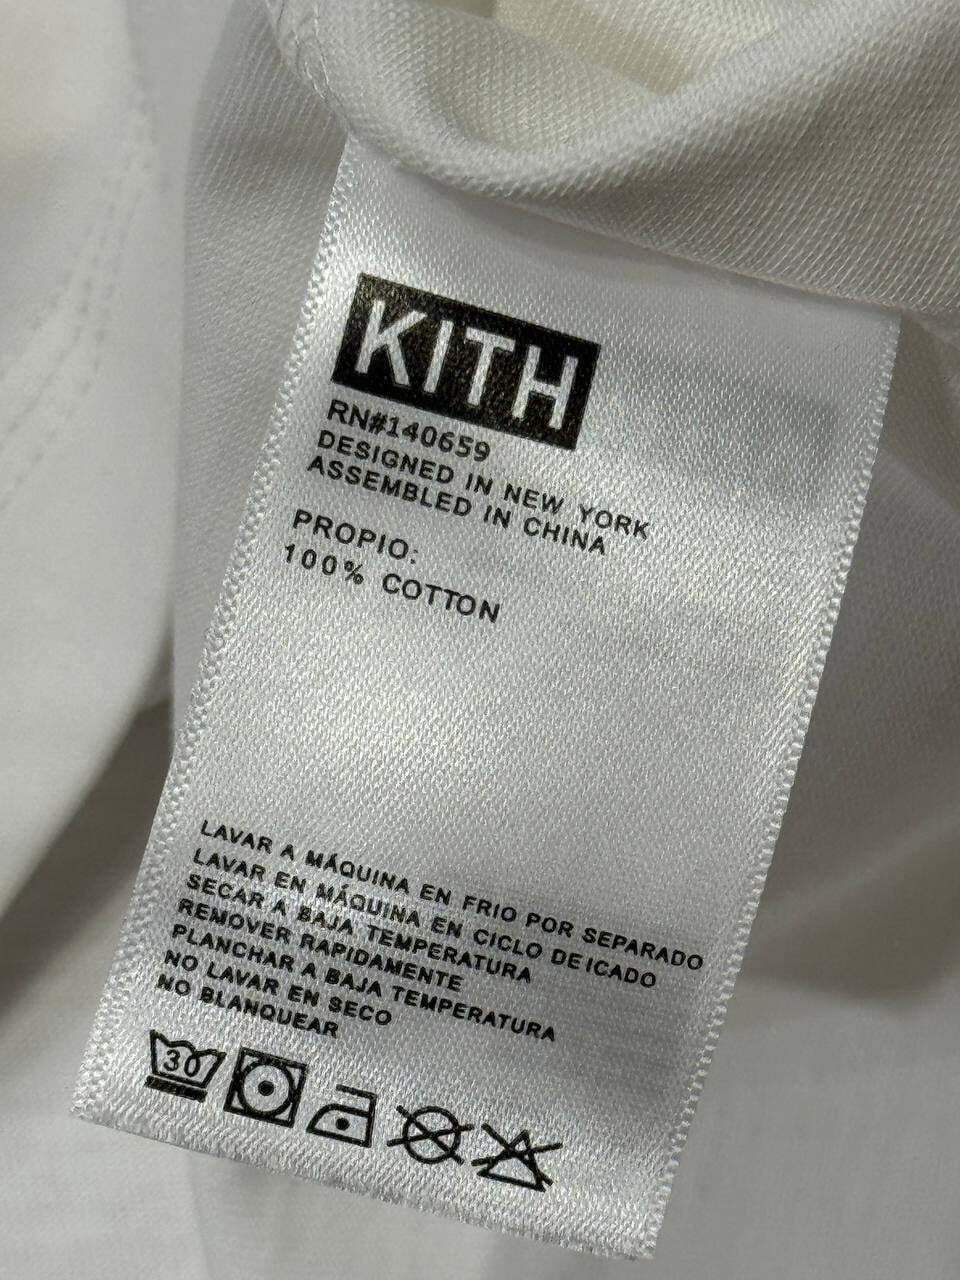 KITH
RN#140659
DESIGNED IN NEW YORK
ASSEMBLED IN CHINA
PROPIO:
100% COTTON
LAVAR A MÁQUINA EN FRIO POR SEPARADO
LAVAR EN MÁQUINA EN CICLO DEICADO
SECAR A BAJA TEMPERATURA
REMOVER RAPIDAMENTE
PLANCHAR A BAJA TEMPERATURA
NO LAVAR EN SECO
NO BLANQUEAR
30